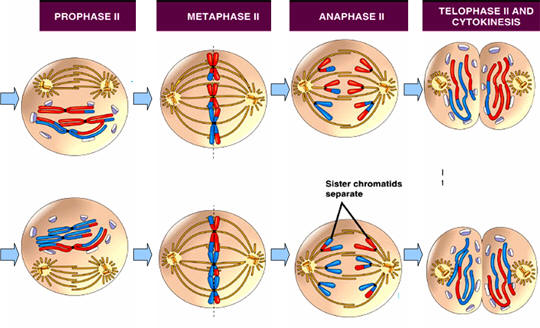 PROPHASE II
METAPHASE II
ANAPHASE II
TELOPHASE II AND
CYTOKINESIS
Sister chromatids
separate